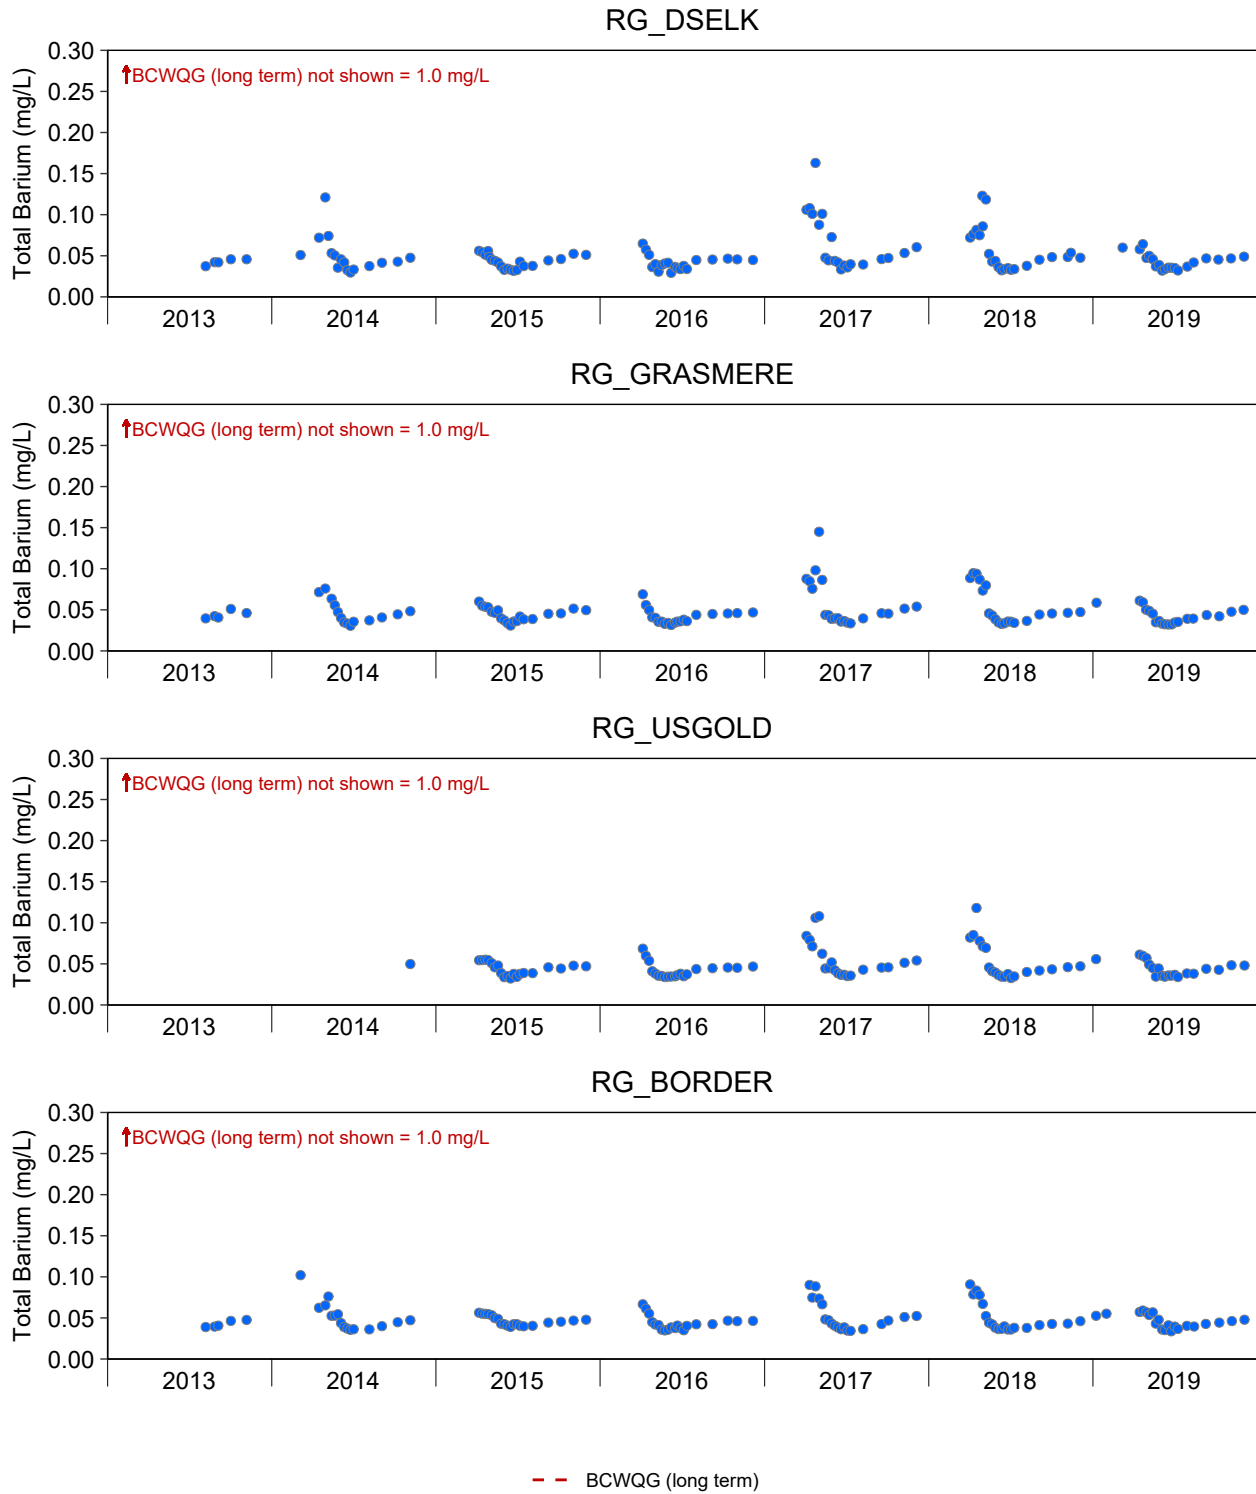 RG_DSELK
Total Barium (mg/L)
0.30
0.25
0.20
0.15
0.10
0.05
0.00
BCWQG (long term) not shown = 1.0 mg/L
2013 2014 2015 2016 2017 2018 2019
RG_GRASMERE
Total Barium (mg/L)
0.30
0.25
0.20
0.15
0.10
0.05
0.00
BCWQG (long term) not shown = 1.0 mg/L
2013 2014 2015 2016 2017 2018 2019
RG_USGOLD
Total Barium (mg/L)
0.30
0.25
0.20
0.15
0.10
0.05
0.00
BCWQG (long term) not shown = 1.0 mg/L
2013 2014 2015 2016 2017 2018 2019
RG_BORDER
Total Barium (mg/L)
0.30
0.25
0.20
0.15
0.10
0.05
0.00
BCWQG (long term) not shown = 1.0 mg/L
2013 2014 2015 2016 2017 2018 2019
BCWQG (long term)